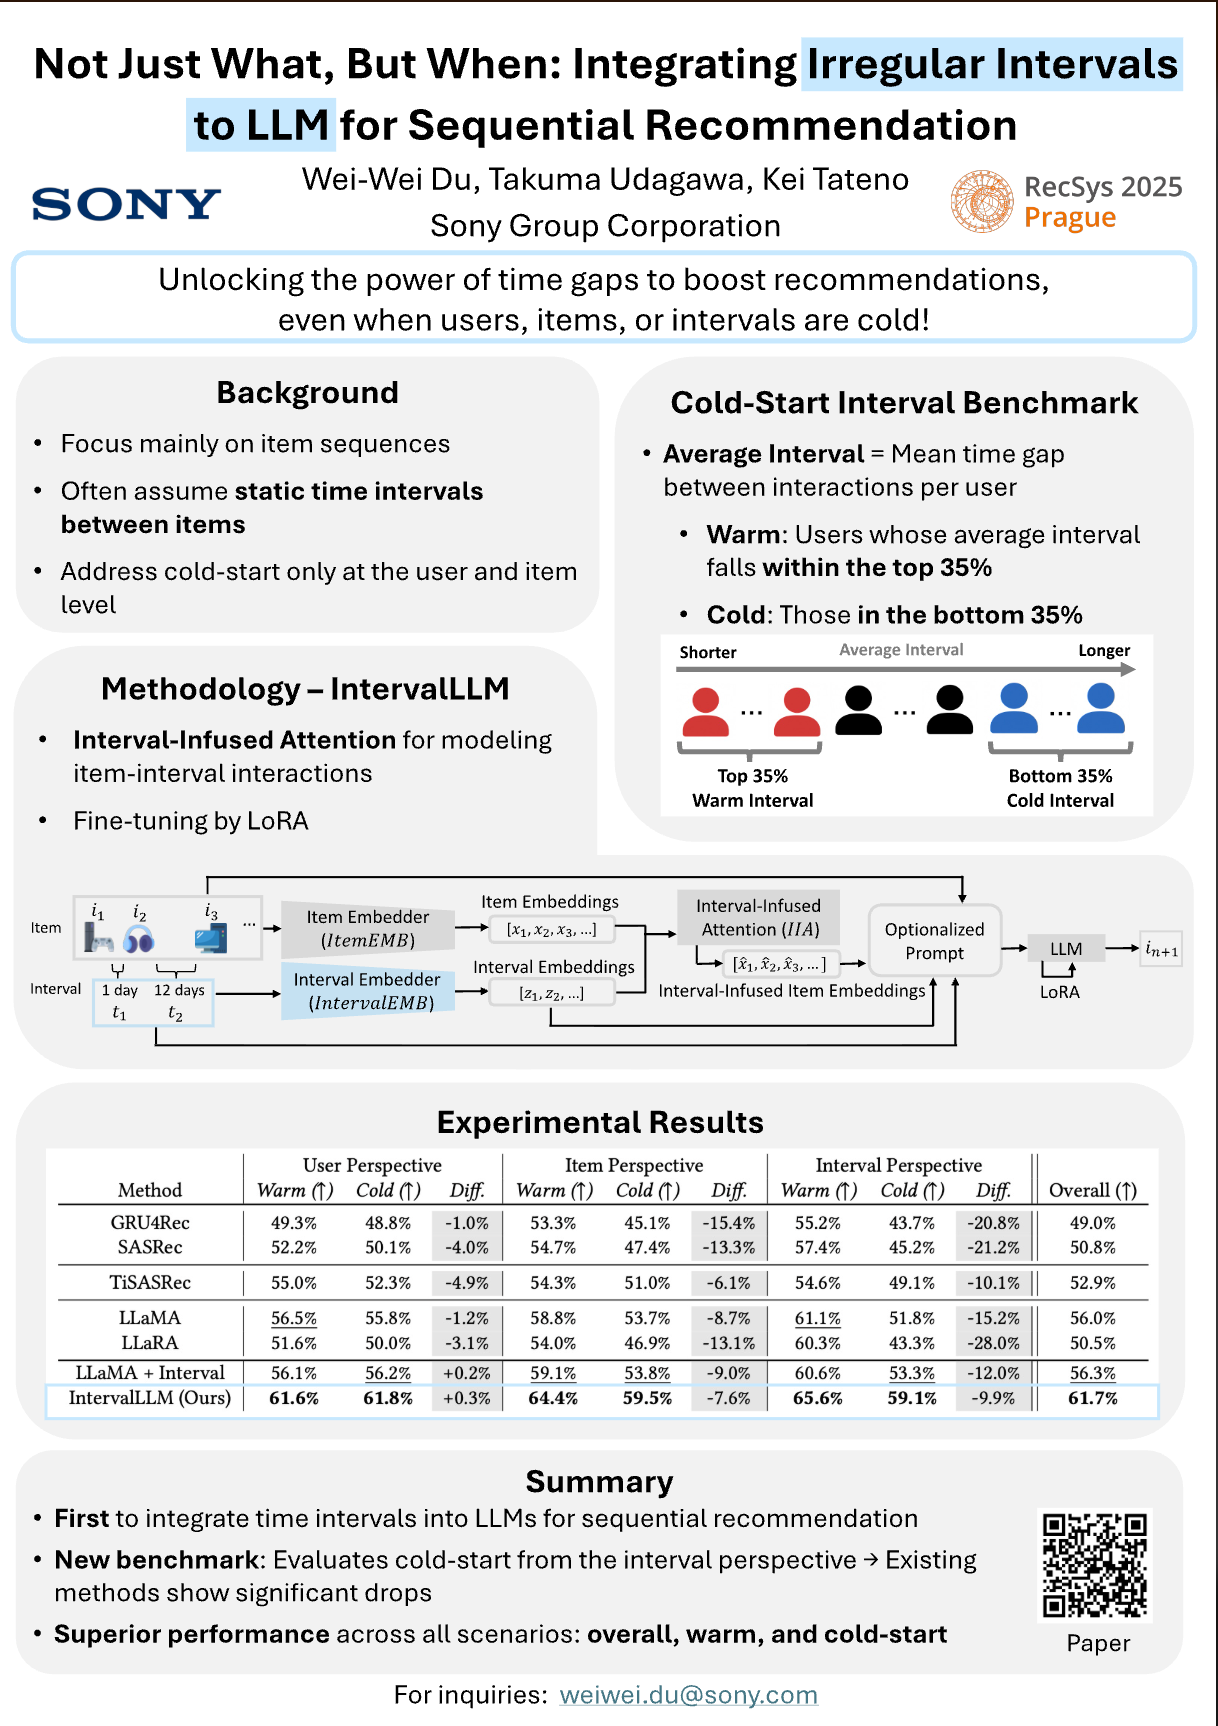 Not Just What, But When: Integrating Irregular Intervals
to LLM for Sequential Recommendation
Wei-Wei Du, Takuma Udagawa, Kei Tateno
Sony Group Corporation
SONY
RecSys 2025
Prague
Unlocking the power of time gaps to boost recommendations,
even when users, items, or intervals are cold!
Background
• Focus mainly on item sequences
• Often assume static time intervals
between items
• Address cold-start only at the user and item
level
Cold-Start Interval Benchmark
• Average Interval = Mean time gap
between interactions per user
• Warm: Users whose average interval
falls within the top 35%
• Cold: Those in the bottom 35%
Shorter Average Interval Longer
... ... ...
Top 35% Bottom 35%
Warm Interval Cold Interval
Methodology – IntervalLLM
• Interval-Infused Attention for modeling
item-interval interactions
• Fine-tuning by LoRA
Item
i₁ i₂ i₃ ...
Interval
1 day 12 days
t₁ t₂
Item Embedder
(ItemEMB)
Interval Embedder
(IntervalEMB)
Item Embeddings
[x₁, x₂, x₃, ...]
Interval Embeddings
[z₁, z₂, ...]
Interval-Infused
Attention (IIA)
[x̂₁, x̂₂, x̂₃, ...]
Interval-Infused Item Embeddings
Optionalized
Prompt
LLM
LoRA
iₙ₊₁
Experimental Results
User Perspective Item Perspective Interval Perspective
Method Warm (↑) Cold (↑) Diff. Warm (↑) Cold (↑) Diff. Warm (↑) Cold (↑) Diff. Overall (↑)
GRU4Rec 49.3% 48.8% -1.0% 53.3% 45.1% -15.4% 55.2% 43.7% -20.8% 49.0%
SASRec 52.2% 50.1% -4.0% 54.7% 47.4% -13.3% 57.4% 45.2% -21.2% 50.8%
TiSASRec 55.0% 52.3% -4.9% 54.3% 51.0% -6.1% 54.6% 49.1% -10.1% 52.9%
LLaMA 56.5% 55.8% -1.2% 58.8% 53.7% -8.7% 61.1% 51.8% -15.2% 56.0%
LLaRA 51.6% 50.0% -3.1% 54.0% 46.9% -13.1% 60.3% 43.3% -28.0% 50.5%
LLaMA + Interval 56.1% 56.2% +0.2% 59.1% 53.8% -9.0% 60.6% 53.3% -12.0% 56.3%
IntervalLLM (Ours) 61.6% 61.8% +0.3% 64.4% 59.5% -7.6% 65.6% 59.1% -9.9% 61.7%
Summary
• First to integrate time intervals into LLMs for sequential recommendation
• New benchmark: Evaluates cold-start from the interval perspective → Existing
methods show significant drops
• Superior performance across all scenarios: overall, warm, and cold-start
Paper
For inquiries: weiwei.du@sony.com